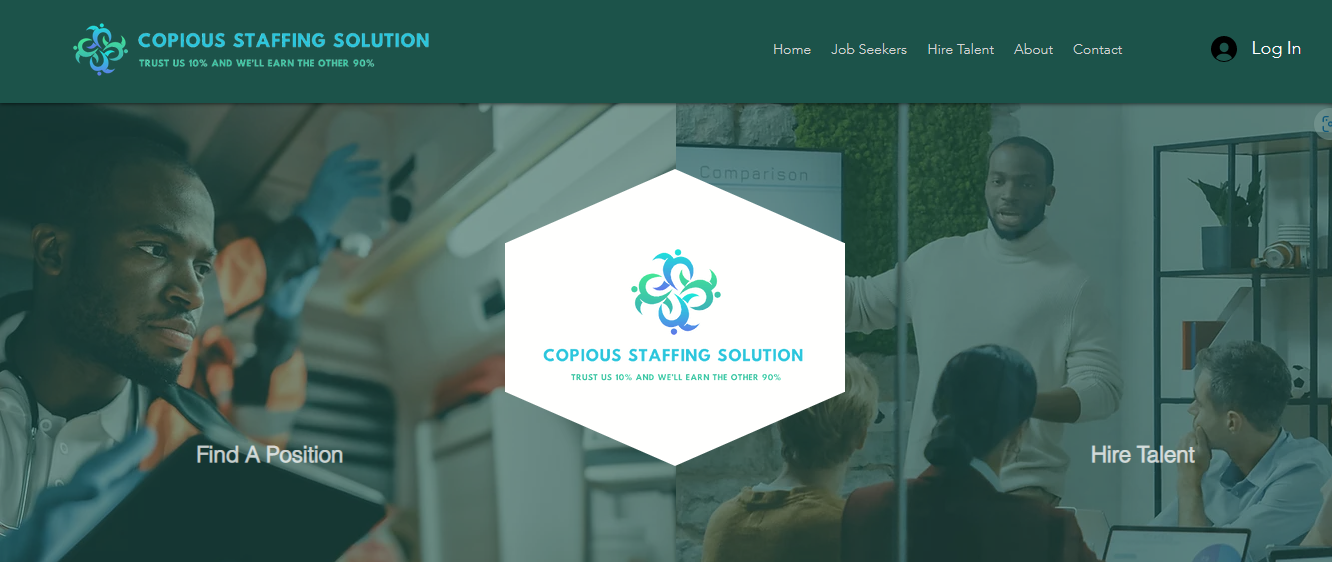 COPIOUS STAFFING SOLUTION
TRUST US 10% AND WE'LL EARN THE OTHER 90%
Home Job Seekers Hire Talent About Contact Log In
Comparison
COPIOUS STAFFING SOLUTION
TRUST US 10% AND WE'LL EARN THE OTHER 90%
Find A Position
Hire Talent